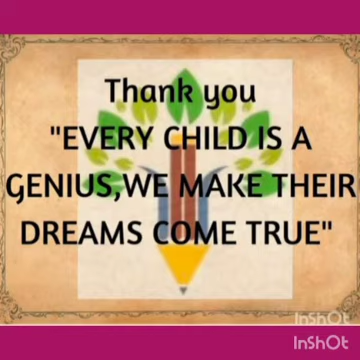 Thank you
"EVERY CHILD IS A
GENIUS,WE MAKE THEIR
DREAMS COME TRUE"
InShOt
InShOt